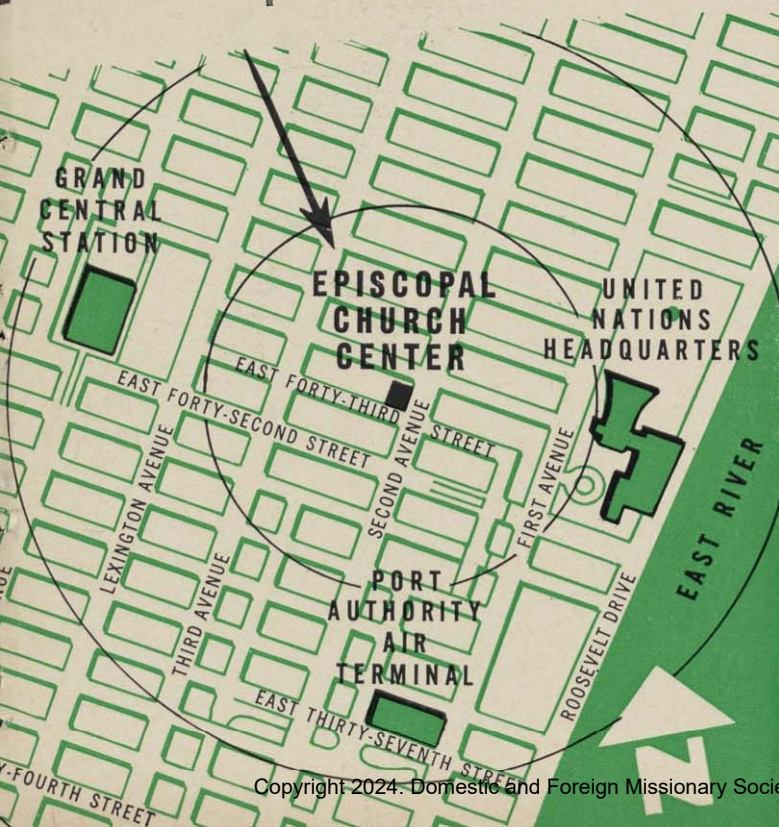 GRAND
CENTRAL
STATION
EPISCOPAL
CHURCH
CENTER
UNITED
NATIONS
HEADQUARTERS
EAST FORTY-THIRD STREET
EAST FORTY-SECOND STREET
LEXINGTON AVENUE
THIRD AVENUE
SECOND AVENUE
FIRST AVENUE
EAST RIVER
ROOSEVELT DRIVE
PORT
AUTHORITY
AIR
TERMINAL
EAST THIRTY-SEVENTH STREET
Y-FOURTH STREET
N
Copyright 2024. Domestic and Foreign Missionary Socie